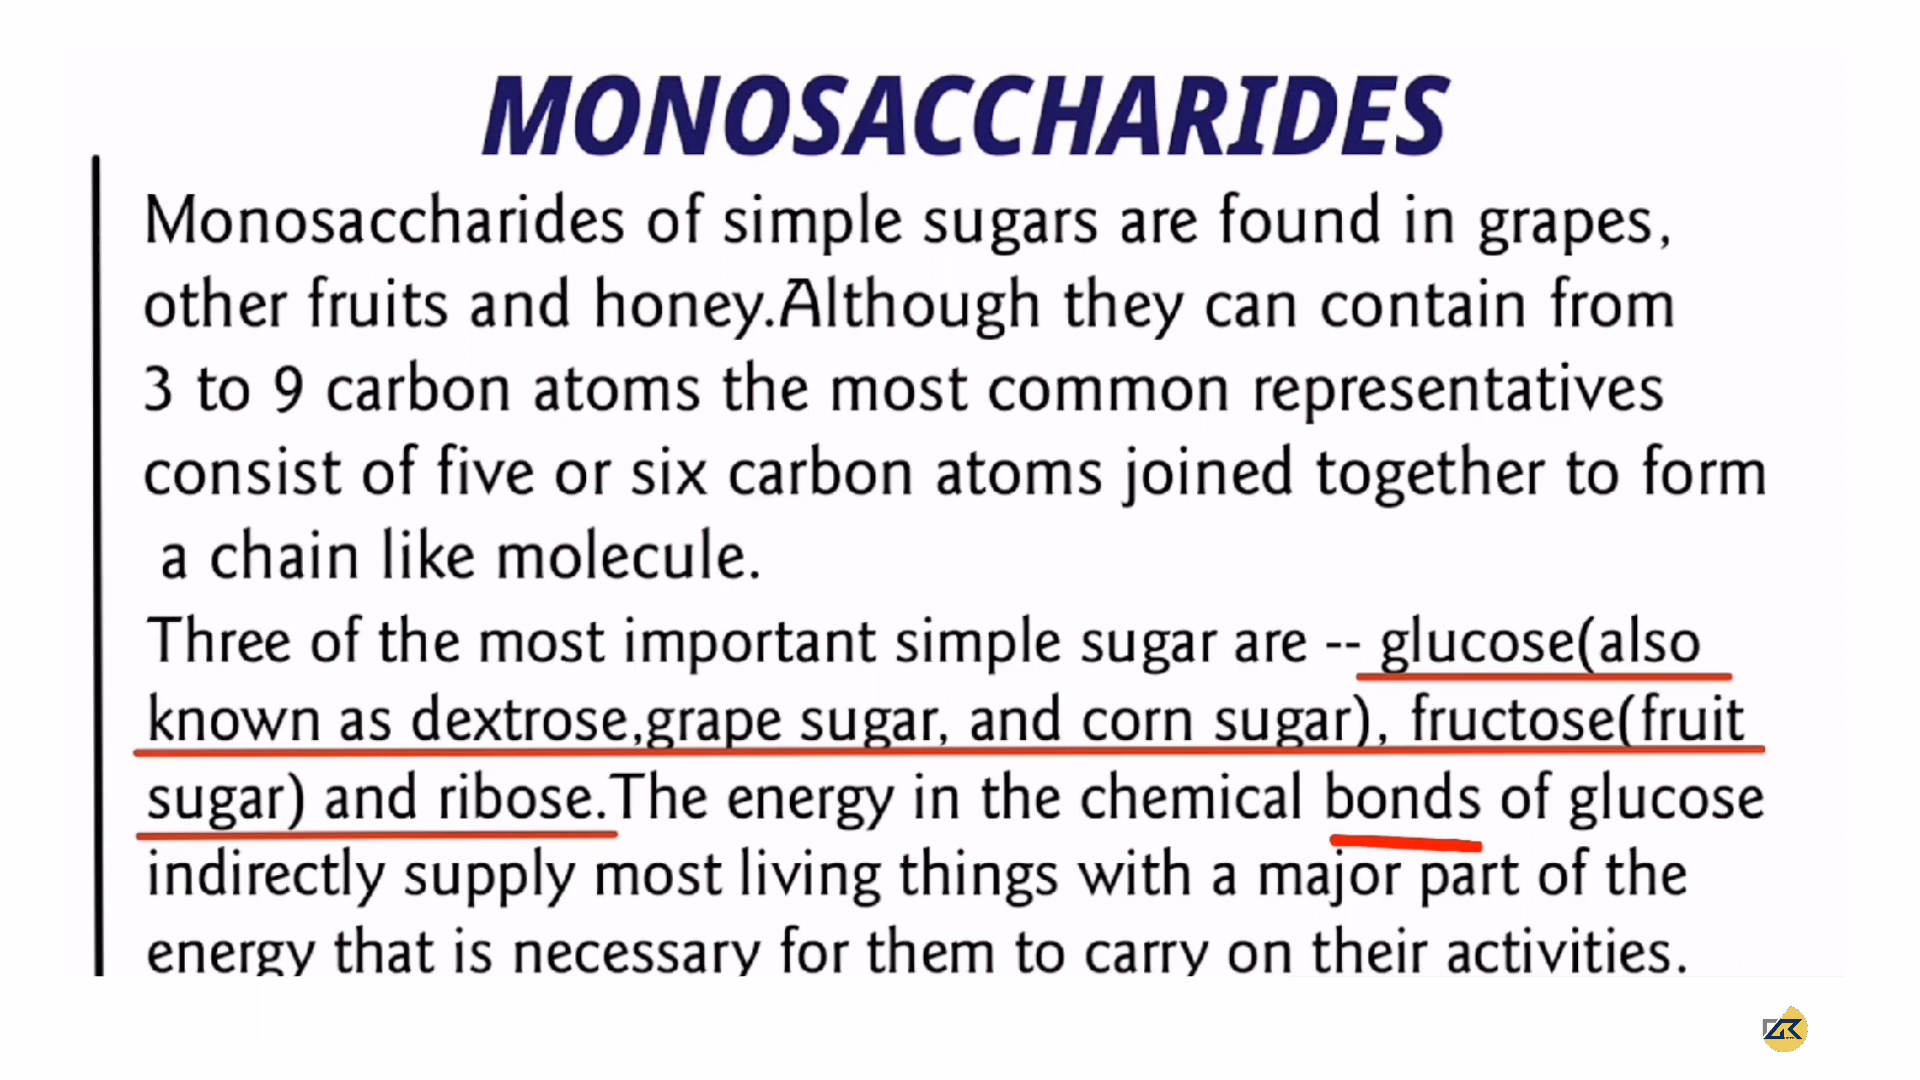 MONOSACCHARIDES
Monosaccharides of simple sugars are found in grapes,
other fruits and honey.Although they can contain from
3 to 9 carbon atoms the most common representatives
consist of five or six carbon atoms joined together to form
a chain like molecule.
Three of the most important simple sugar are -- glucose(also
known as dextrose,grape sugar, and corn sugar), fructose(fruit
sugar) and ribose.The energy in the chemical bonds of glucose
indirectly supply most living things with a major part of the
energy that is necessary for them to carry on their activities.